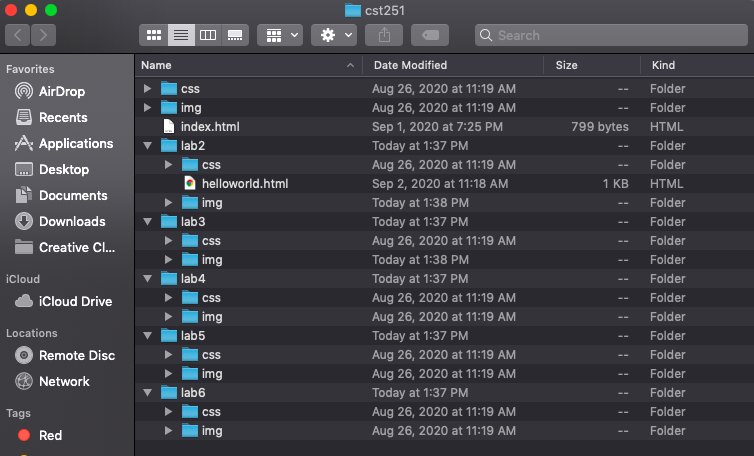 cst251
Search
Favorites
AirDrop
Recents
Applications
Desktop
Documents
Downloads
Creative Cl...
iCloud
iCloud Drive
Locations
Remote Disc
Network
Tags
Red
Name Date Modified Size Kind
css Aug 26, 2020 at 11:19 AM -- Folder
img Aug 26, 2020 at 11:19 AM -- Folder
index.html Sep 1, 2020 at 7:25 PM 799 bytes HTML
lab2 Today at 1:37 PM -- Folder
css Aug 26, 2020 at 11:19 AM -- Folder
helloworld.html Sep 2, 2020 at 11:18 AM 1 KB HTML
img Today at 1:38 PM -- Folder
lab3 Today at 1:37 PM -- Folder
css Aug 26, 2020 at 11:19 AM -- Folder
img Today at 1:38 PM -- Folder
lab4 Today at 1:37 PM -- Folder
css Aug 26, 2020 at 11:19 AM -- Folder
img Aug 26, 2020 at 11:19 AM -- Folder
lab5 Today at 1:37 PM -- Folder
css Aug 26, 2020 at 11:19 AM -- Folder
img Aug 26, 2020 at 11:19 AM -- Folder
lab6 Today at 1:37 PM -- Folder
css Aug 26, 2020 at 11:19 AM -- Folder
img Aug 26, 2020 at 11:19 AM -- Folder